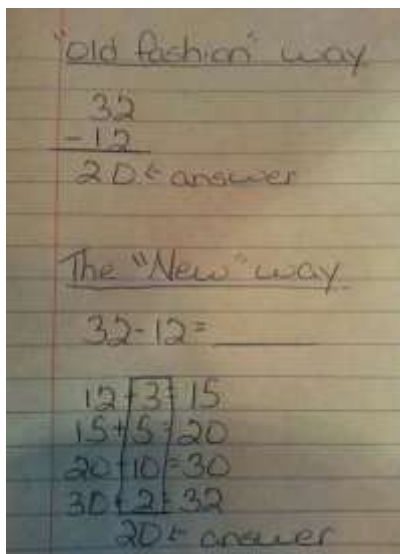 "old fashion" way
32
-12
20 ← answer
The "New" way
32-12=____
12+3=15
15+5=20
20+10=30
30+2=32
20 ← answer